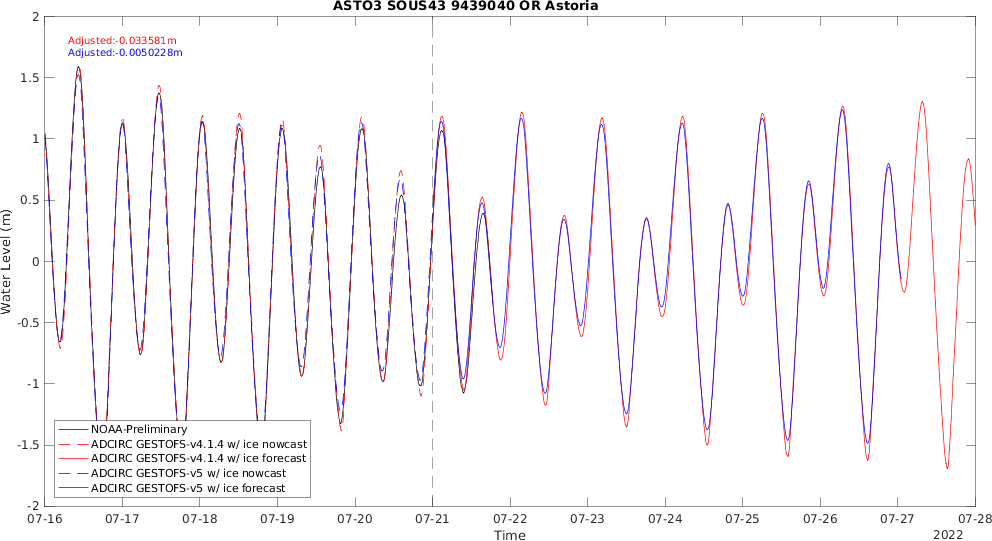 ASTO3 SOUS43 9439040 OR Astoria
Adjusted:-0.033581m
Adjusted:-0.0050228m
2
1.5
1
0.5
0
-0.5
-1
-1.5
-2
Water Level (m)
NOAA-Preliminary
ADCIRC GESTOFS-v4.1.4 w/ ice nowcast
ADCIRC GESTOFS-v4.1.4 w/ ice forecast
ADCIRC GESTOFS-v5 w/ ice nowcast
ADCIRC GESTOFS-v5 w/ ice forecast
07-16 07-17 07-18 07-19 07-20 07-21 07-22 07-23 07-24 07-25 07-26 07-27 07-28
Time
2022